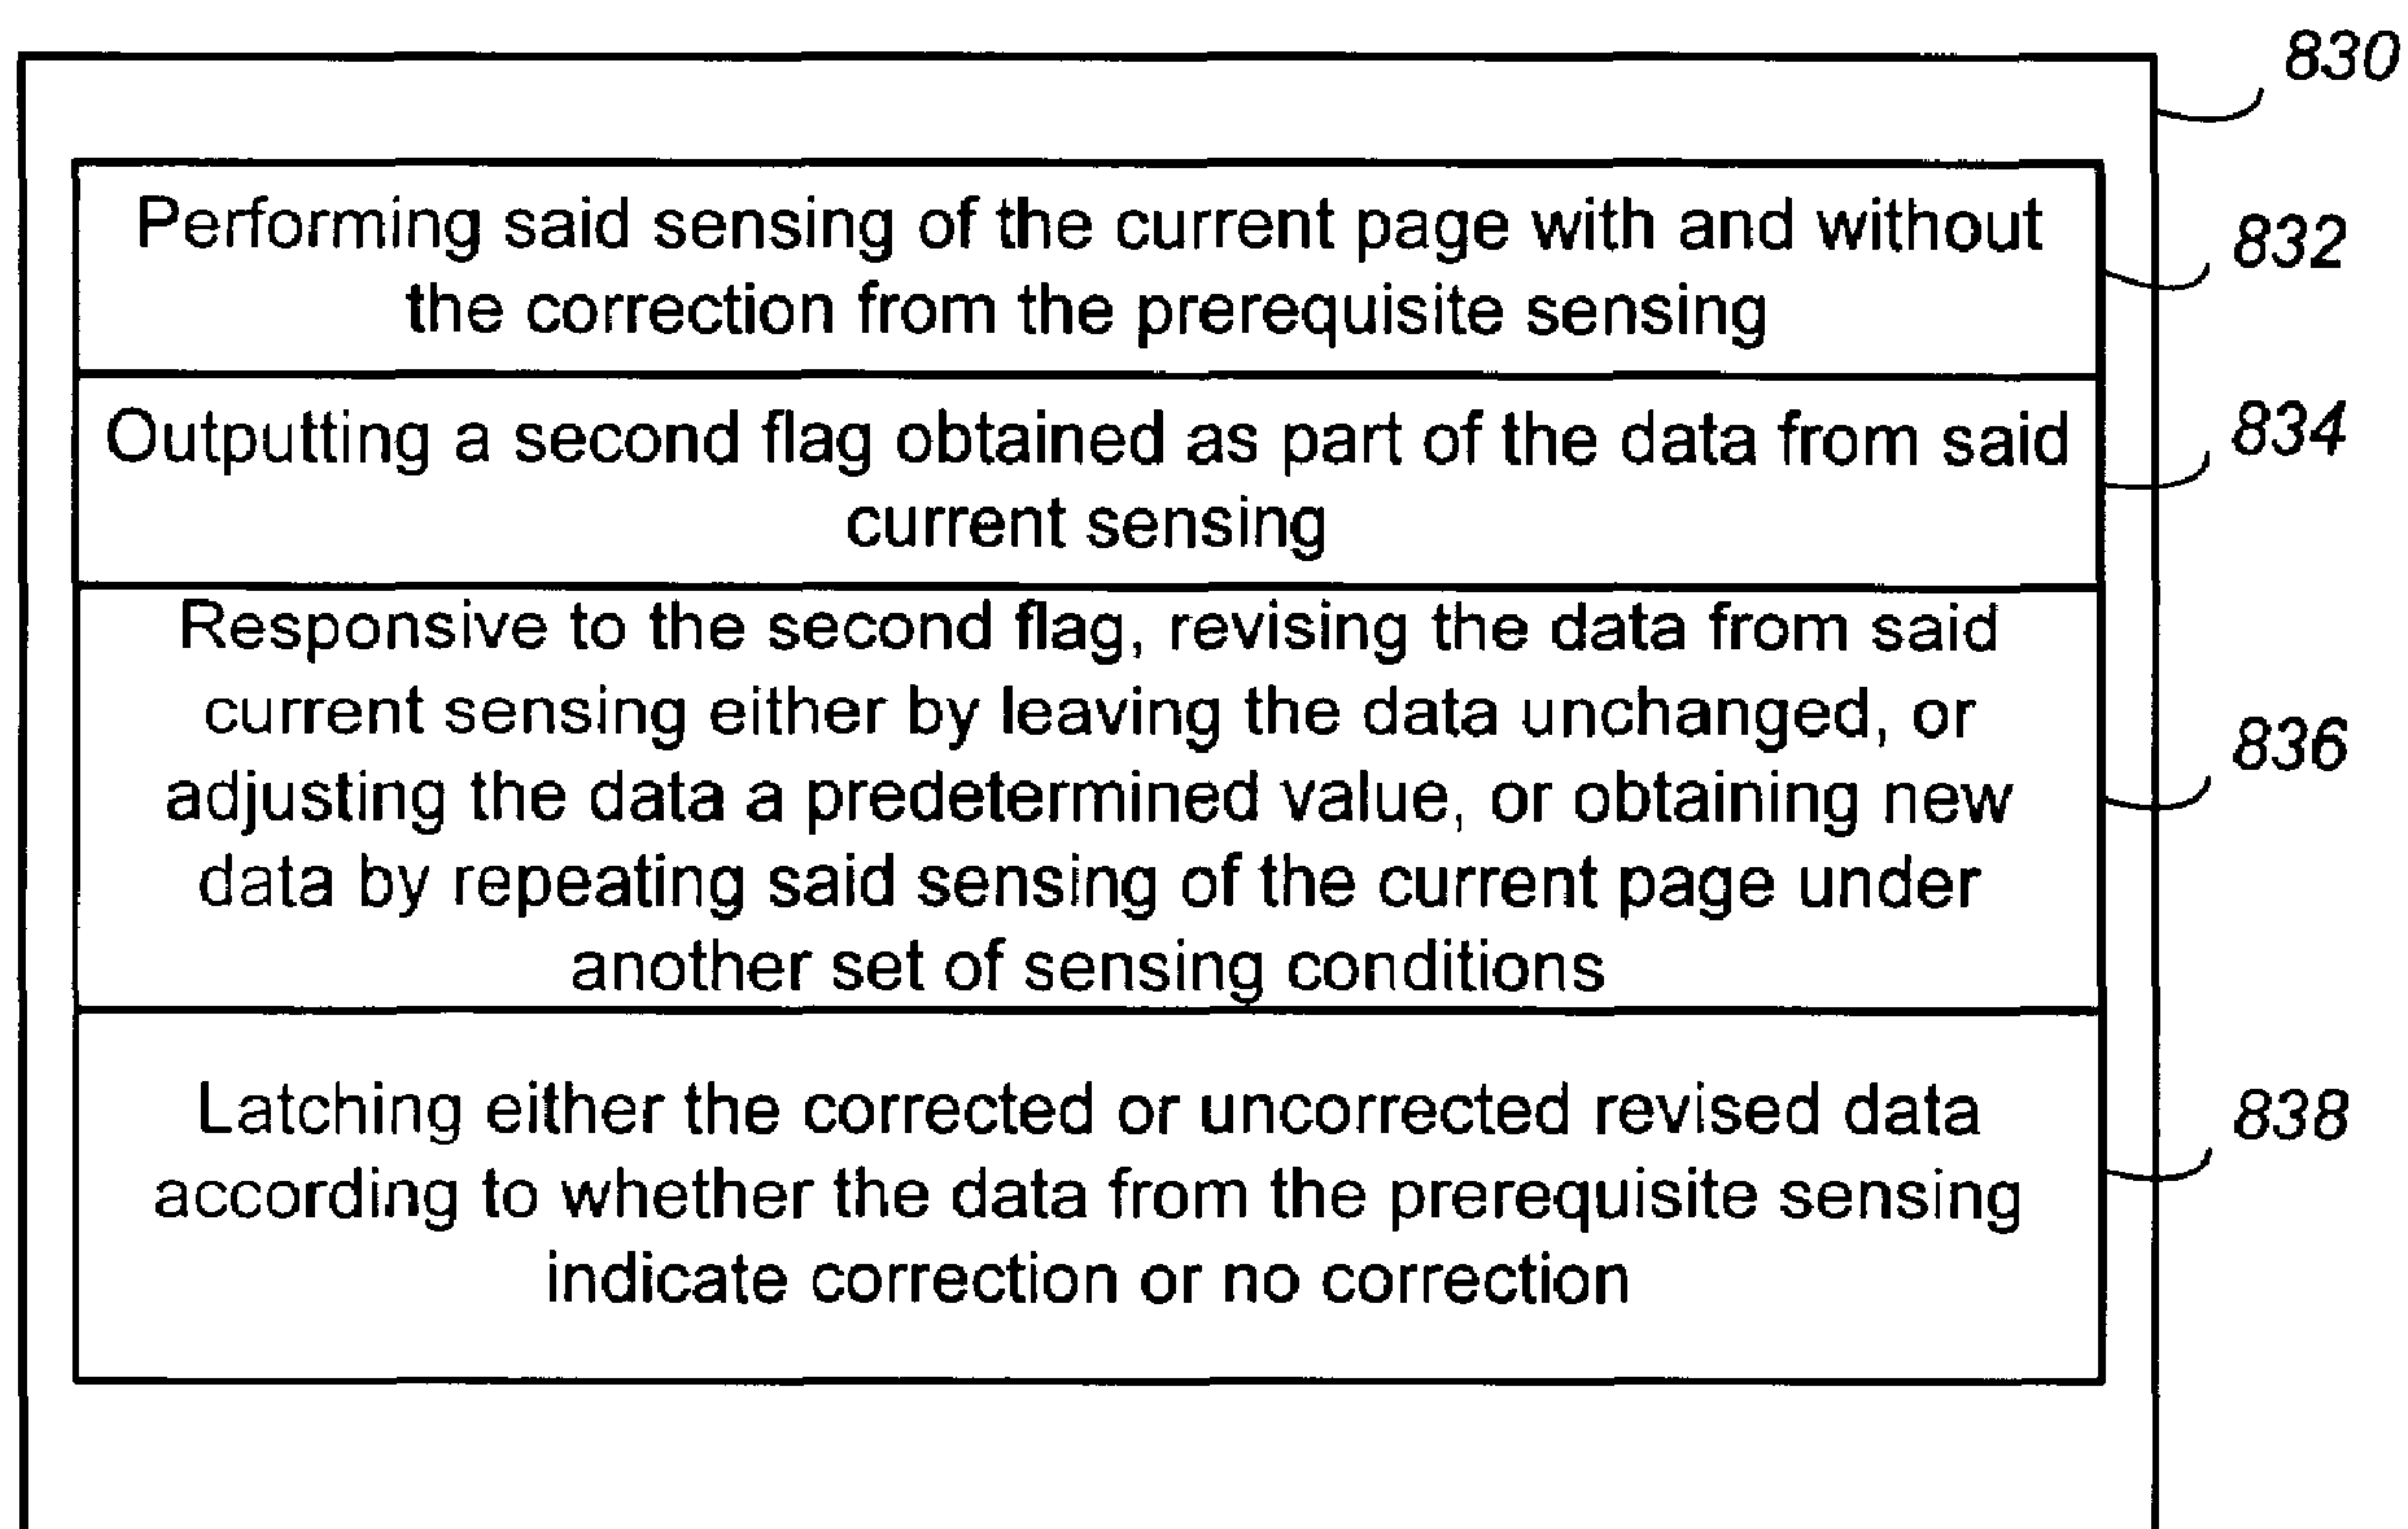 830
Performing said sensing of the current page with and without
the correction from the prerequisite sensing
832
Outputting a second flag obtained as part of the data from said
current sensing
834
Responsive to the second flag, revising the data from said
current sensing either by leaving the data unchanged, or
adjusting the data a predetermined value, or obtaining new
data by repeating said sensing of the current page under
another set of sensing conditions
836
Latching either the corrected or uncorrected revised data
according to whether the data from the prerequisite sensing
indicate correction or no correction
838